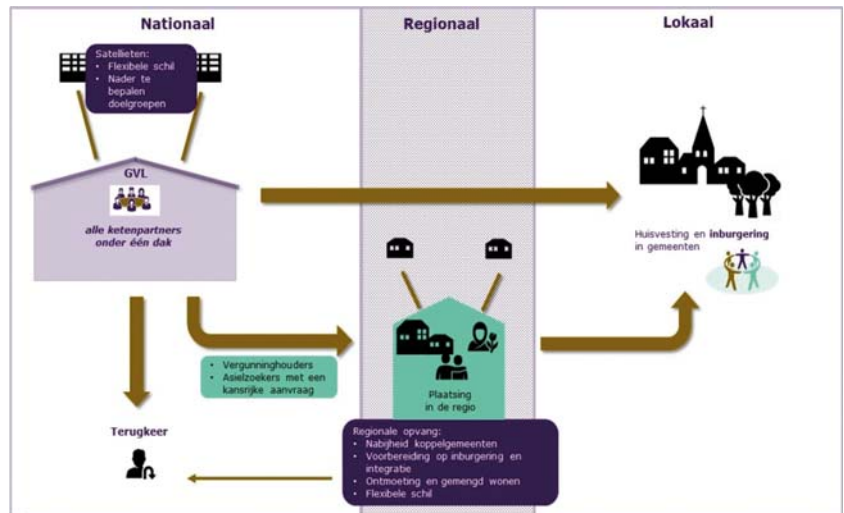 Nationaal
Regionaal
Lokaal
Satellieten:
• Flexibele schil
• Nader te
bepalen
doelgroepen
GVL
alle ketenpartners
onder één dak
Huisvesting en inburgering
in gemeenten
• Vergunninghouders
• Asielzoekers met een
kansrijke aanvraag
Plaatsing
in de regio
Terugkeer
Regionale opvang:
• Nabijheid koppelgemeenten
• Voorbereiding op inburgering en
integratie
• Ontmoeting en gemengd wonen
• Flexibele schil